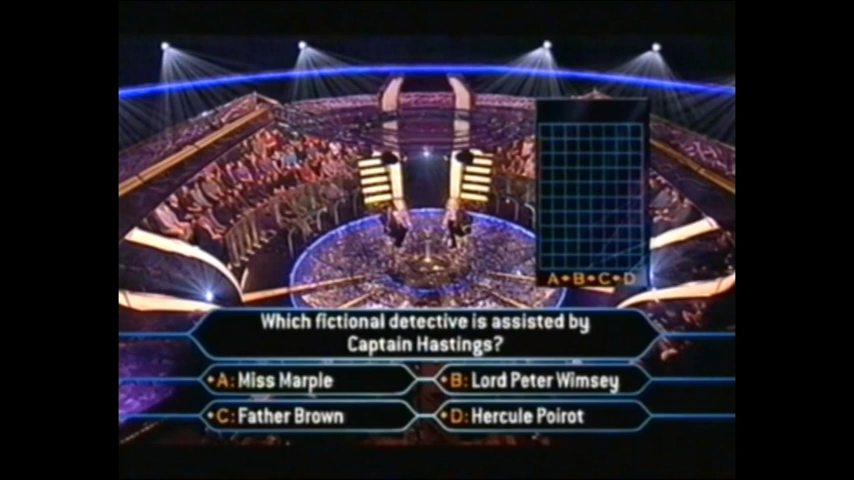 A♦B♦C♦D
Which fictional detective is assisted by
Captain Hastings?
♦A: Miss Marple
♦B: Lord Peter Wimsey
♦C: Father Brown
♦D: Hercule Poirot